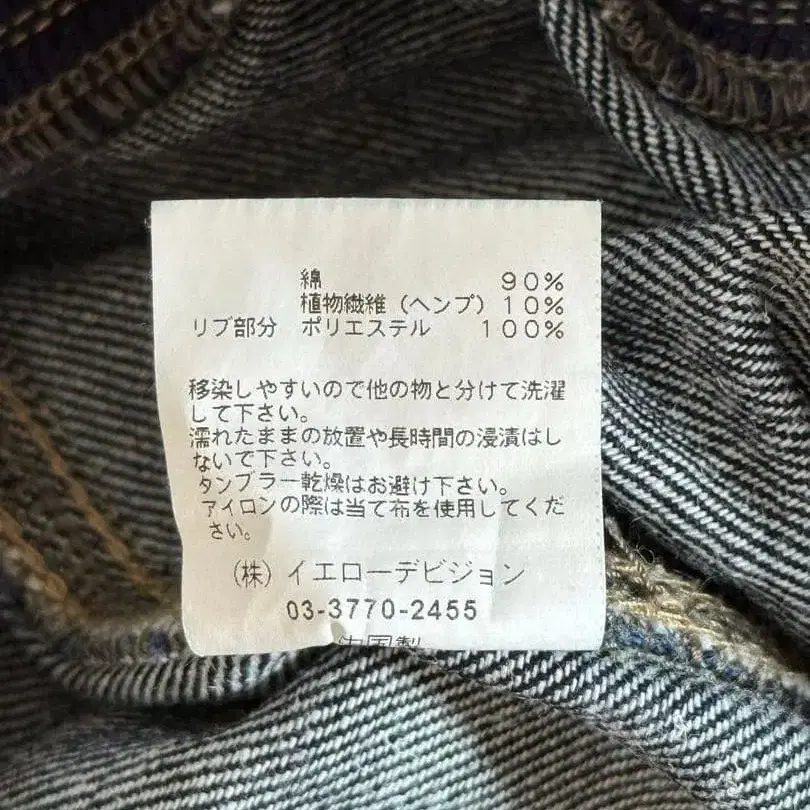 綿 90%
植物繊維(ヘンプ)10%
リブ部分 ポリエステル 100%
移染しやすいので他の物と分けて洗濯
して下さい。
濡れたままの放置や長時間の浸漬はし
ないで下さい。
タンブラー乾燥はお避け下さい。
アイロンの際は当て布を使用してくだ
さい。
(株)イエローデビジョン
03-3770-2455
中国製